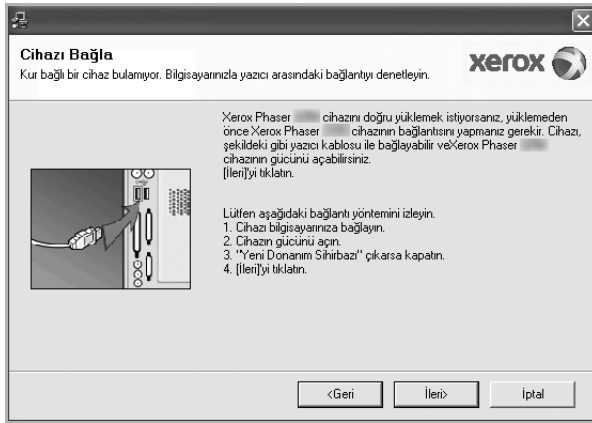 Cihazı Bağla
Kur bağlı bir cihaz bulamıyor. Bilgisayarınızla yazıcı arasındaki bağlantıyı denetleyin.
xerox
Xerox Phaser cihazını doğru yüklemek istiyorsanız, yüklemeden
önce Xerox Phaser cihazının bağlantısını yapmanız gerekir. Cihazı,
şekildeki gibi yazıcı kablosu ile bağlayabilir veXerox Phaser
cihazının gücünü açabilirsiniz.
[İleri]'yi tıklatın.
Lütfen aşağıdaki bağlantı yöntemini izleyin.
1. Cihazı bilgisayarınıza bağlayın.
2. Cihazın gücünü açın.
3. "Yeni Donanım Sihirbazı" çıkarsa kapatın.
4. [İleri]'yi tıklatın.
<Geri
İleri>
İptal